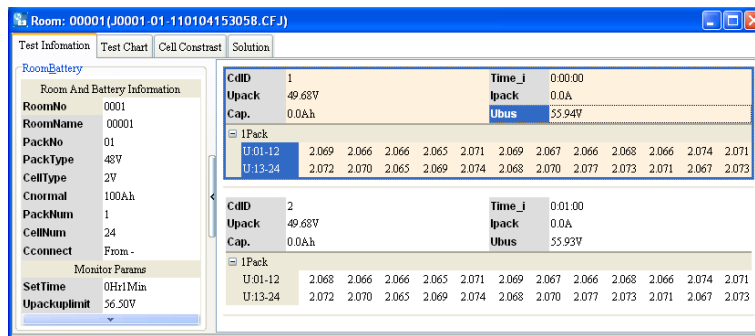 Room: 00001(J0001-01-110104153058.CFJ)
Test Infomation Test Chart Cell Constrast Solution
RoomBattery
Room And Battery Information
RoomNo 0001
RoomName 00001
PackNo 01
PackType 48V
CellType 2V
Cnormal 100Ah
PackNum 1
CellNum 24
Cconnect From -
Monitor Params
SetTime 0Hr1Min
Upackuplimit 56.50V
CdID 1 Time_i 0:00:00
Upack 49.68V Ipack 0.0A
Cap. 0.0Ah Ubus 55.94V
1Pack
U:01-12 2.069 2.066 2.066 2.065 2.071 2.069 2.067 2.066 2.068 2.066 2.074 2.071
U:13-24 2.072 2.070 2.065 2.069 2.074 2.068 2.070 2.077 2.073 2.071 2.067 2.073
CdID 2 Time_i 0:01:00
Upack 49.68V Ipack 0.0A
Cap. 0.0Ah Ubus 55.93V
1Pack
U:01-12 2.068 2.066 2.066 2.065 2.071 2.069 2.067 2.066 2.068 2.066 2.074 2.071
U:13-24 2.072 2.070 2.065 2.069 2.074 2.068 2.070 2.077 2.073 2.071 2.067 2.073